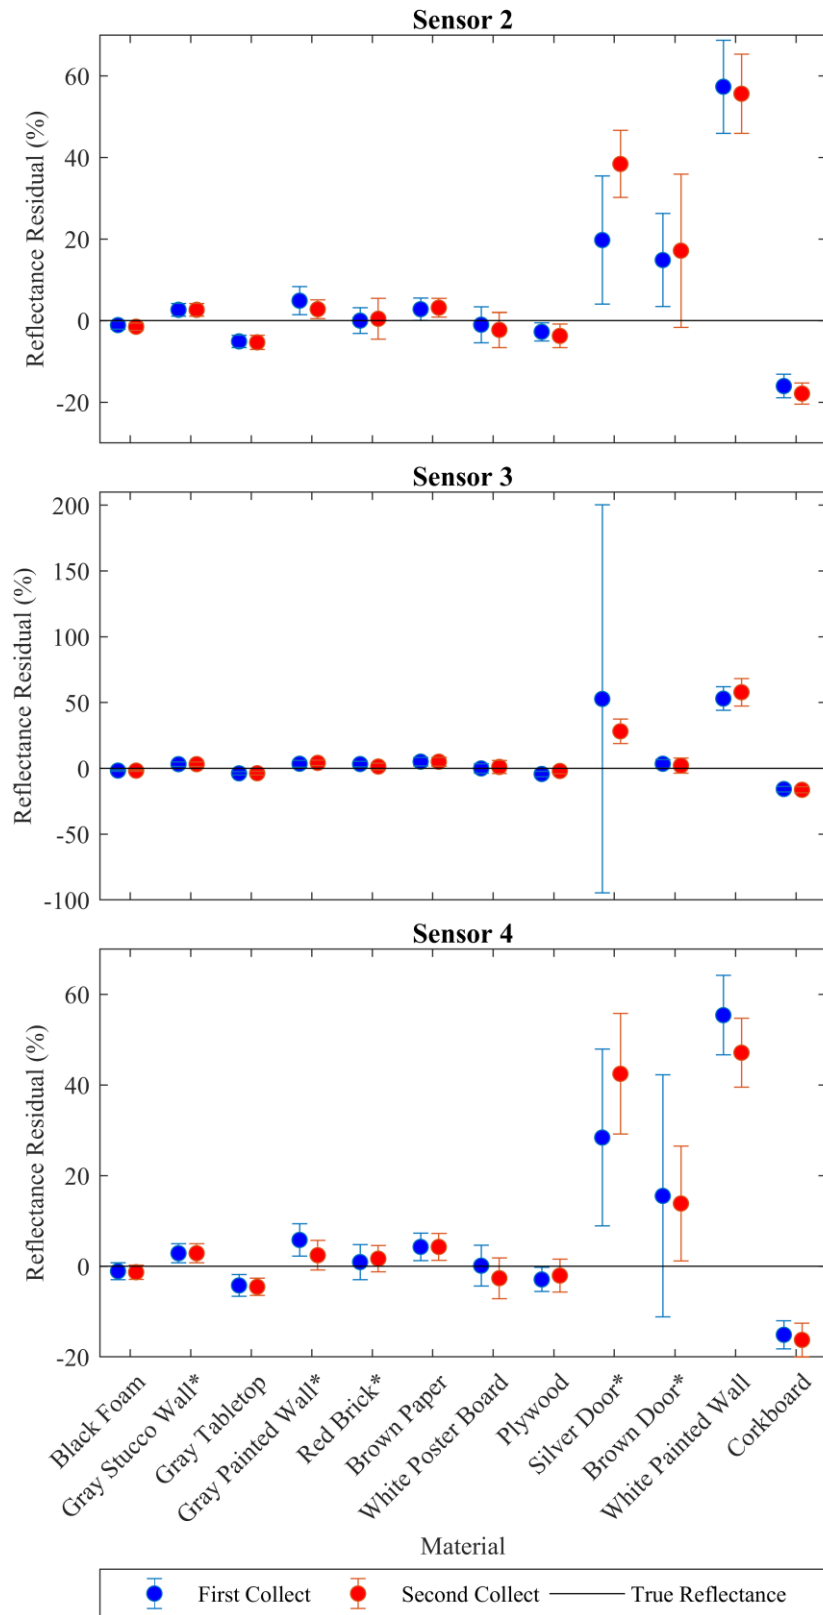 Sensor 2
Reflectance Residual (%)
60
40
20
0
-20
Sensor 3
Reflectance Residual (%)
200
150
100
50
0
-50
-100
Sensor 4
Reflectance Residual (%)
60
40
20
0
-20
Black Foam
Gray Stucco Wall*
Gray Tabletop
Gray Painted Wall*
Red Brick*
Brown Paper
White Poster Board
Plywood
Silver Door*
Brown Door*
White Painted Wall
Corkboard
Material
First Collect Second Collect True Reflectance